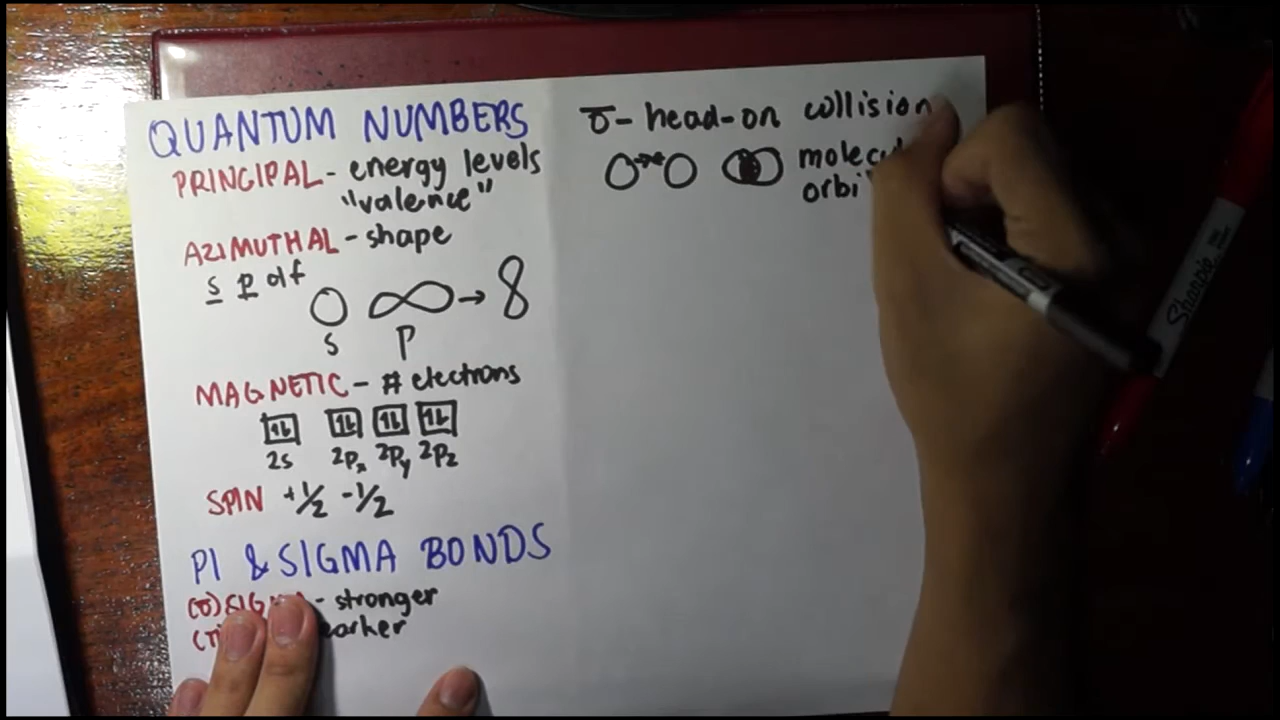 QUANTUM NUMBERS
PRINCIPAL - energy levels
"valence"
AZIMUTHAL - shape
s p d f
s p
MAGNETIC - # electrons
2s 2px 2py 2pz
SPIN +1/2 -1/2
PI & SIGMA BONDS
(σ) - stronger
σ - head-on collision
Sharpie